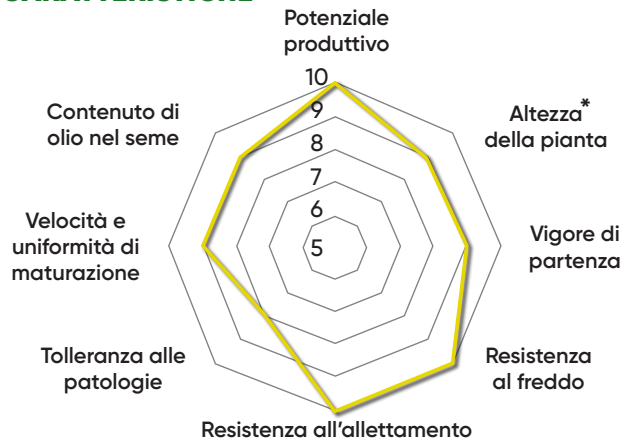 Potenziale
produttivo
Altezza*
della pianta
Vigore di
partenza
Resistenza
al freddo
Resistenza all'allettamento
Tolleranza alle
patologie
Velocità e
uniformità di
maturazione
Contenuto di
olio nel seme
10
9
8
7
6
5